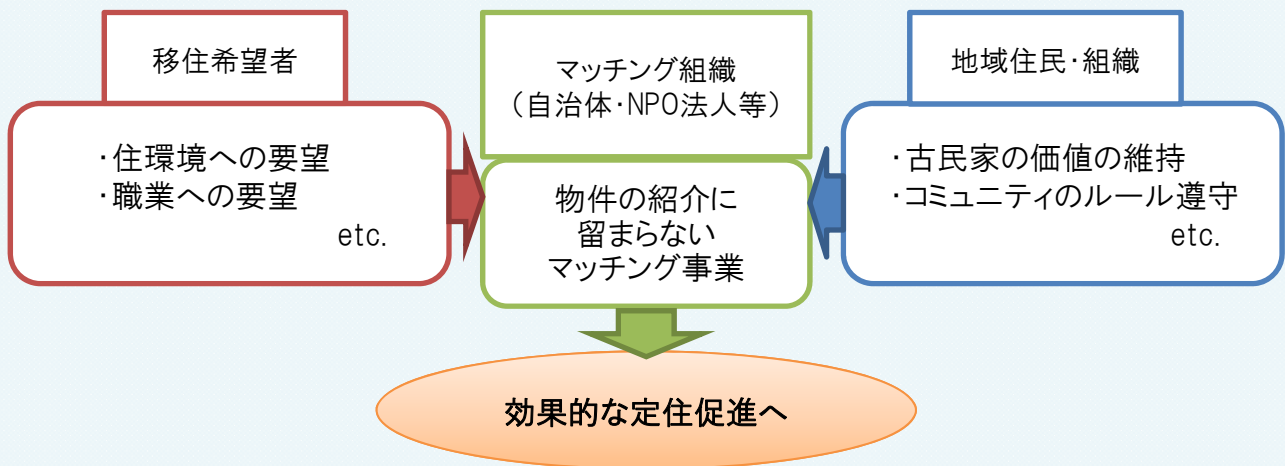 移住希望者
・住環境への要望
・職業への要望
etc.
マッチング組織
（自治体・NPO法人等）
物件の紹介に
留まらない
マッチング事業
地域住民・組織
・古民家の価値の維持
・コミュニティのルール遵守
etc.
効果的な定住促進へ